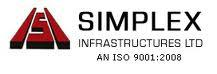 SIMPLEX
INFRASTRUCTURES LTD
AN ISO 9001:2008